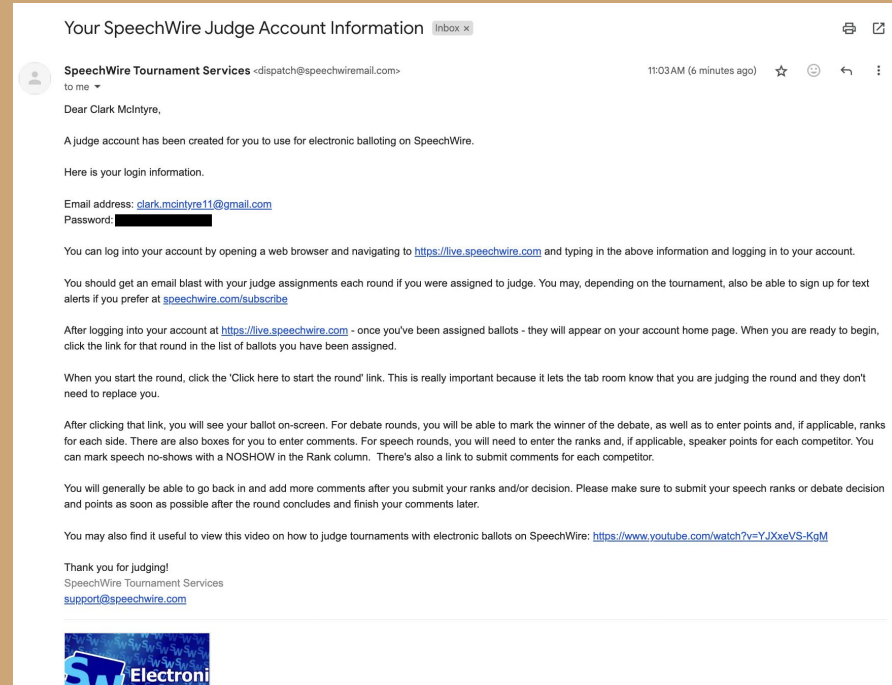 Your SpeechWire Judge Account Information Inbox x
SpeechWire Tournament Services <dispatch@speechwiremail.com>
11:03 AM (6 minutes ago)
to me
Dear Clark McIntyre,
A judge account has been created for you to use for electronic balloting on SpeechWire.
Here is your login information.
Email address: clark.mcintyre11@gmail.com
Password:
You can log into your account by opening a web browser and navigating to https://live.speechwire.com and typing in the above information and logging in to your account.
You should get an email blast with your judge assignments each round if you were assigned to judge. You may, depending on the tournament, also be able to sign up for text
alerts if you prefer at speechwire.com/subscribe
After logging into your account at https://live.speechwire.com - once you've been assigned ballots - they will appear on your account home page. When you are ready to begin,
click the link for that round in the list of ballots you have been assigned.
When you start the round, click the 'Click here to start the round' link. This is really important because it lets the tab room know that you are judging the round and they don't
need to replace you.
After clicking that link, you will see your ballot on-screen. For debate rounds, you will be able to mark the winner of the debate, as well as to enter points and, if applicable, ranks
for each side. There are also boxes for you to enter comments. For speech rounds, you will need to enter the ranks and, if applicable, speaker points for each competitor. You
can mark speech no-shows with a NOSHOW in the Rank column. There's also a link to submit comments for each competitor.
You will generally be able to go back in and add more comments after you submit your ranks and/or decision. Please make sure to submit your speech ranks or debate decision
and points as soon as possible after the round concludes and finish your comments later.
You may also find it useful to view this video on how to judge tournaments with electronic ballots on SpeechWire: https://www.youtube.com/watch?v=YJXxeVS-KgM
Thank you for judging!
SpeechWire Tournament Services
support@speechwire.com
SW Electroni